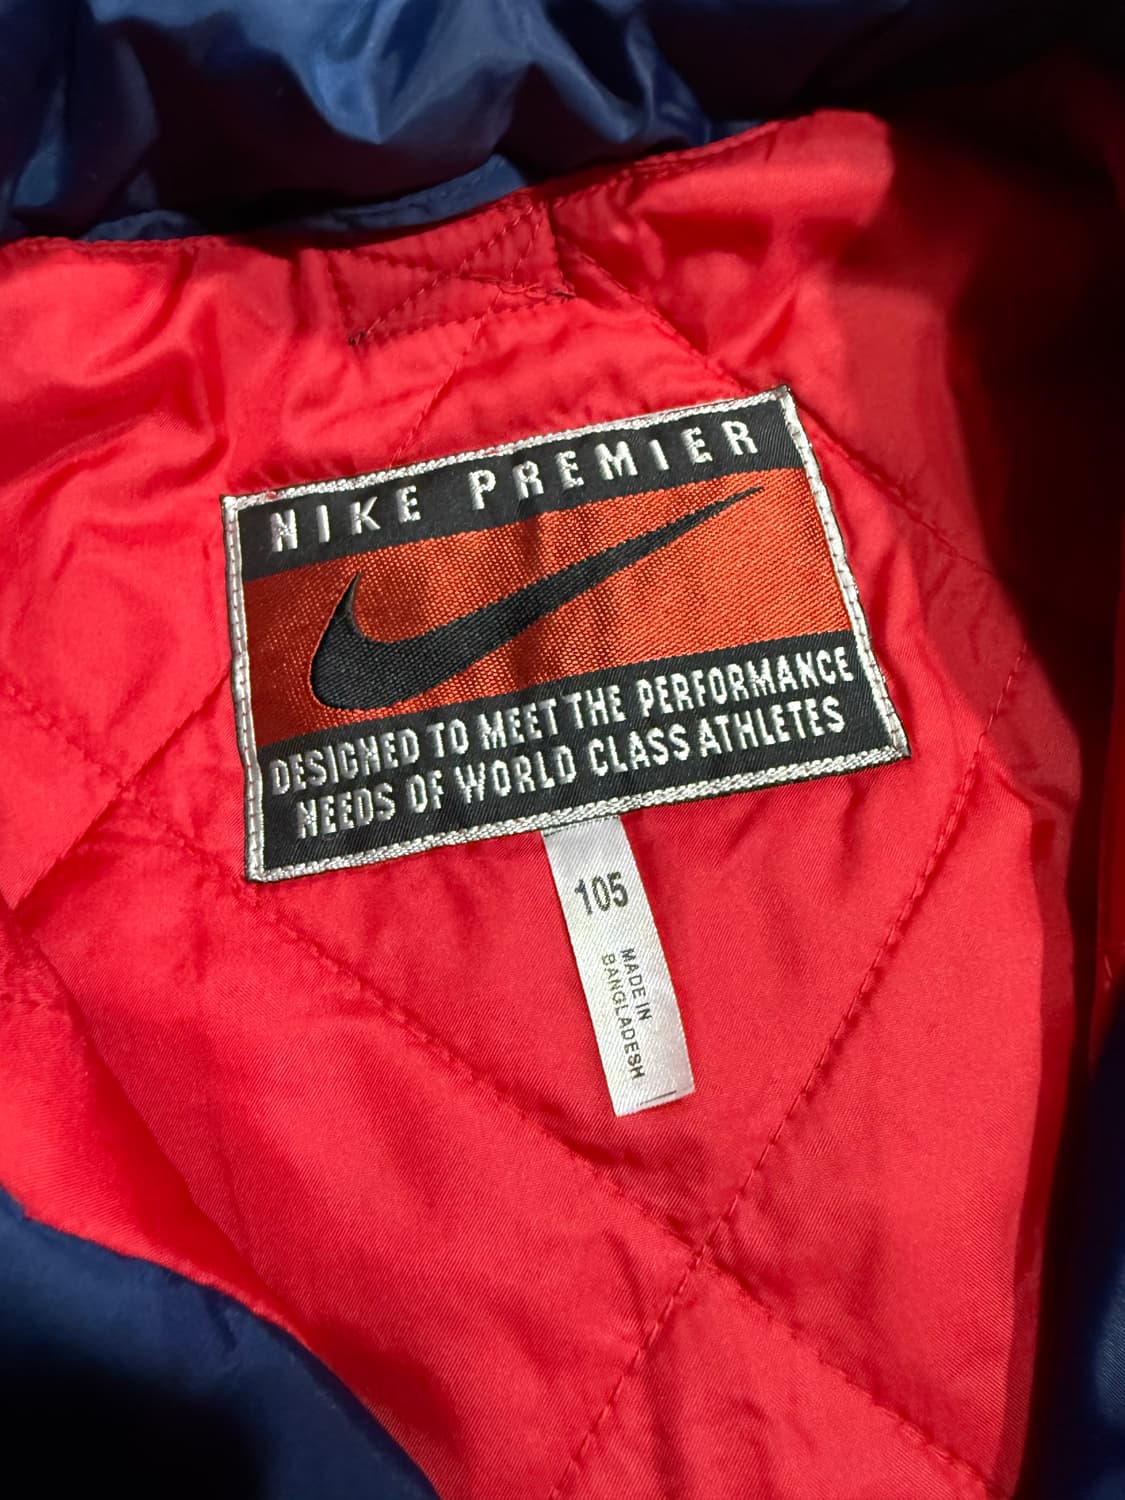 NIKE PREMIER
DESIGNED TO MEET THE PERFORMANCE
NEEDS OF WORLD CLASS ATHLETES
105
MADE IN
BANGLADESH